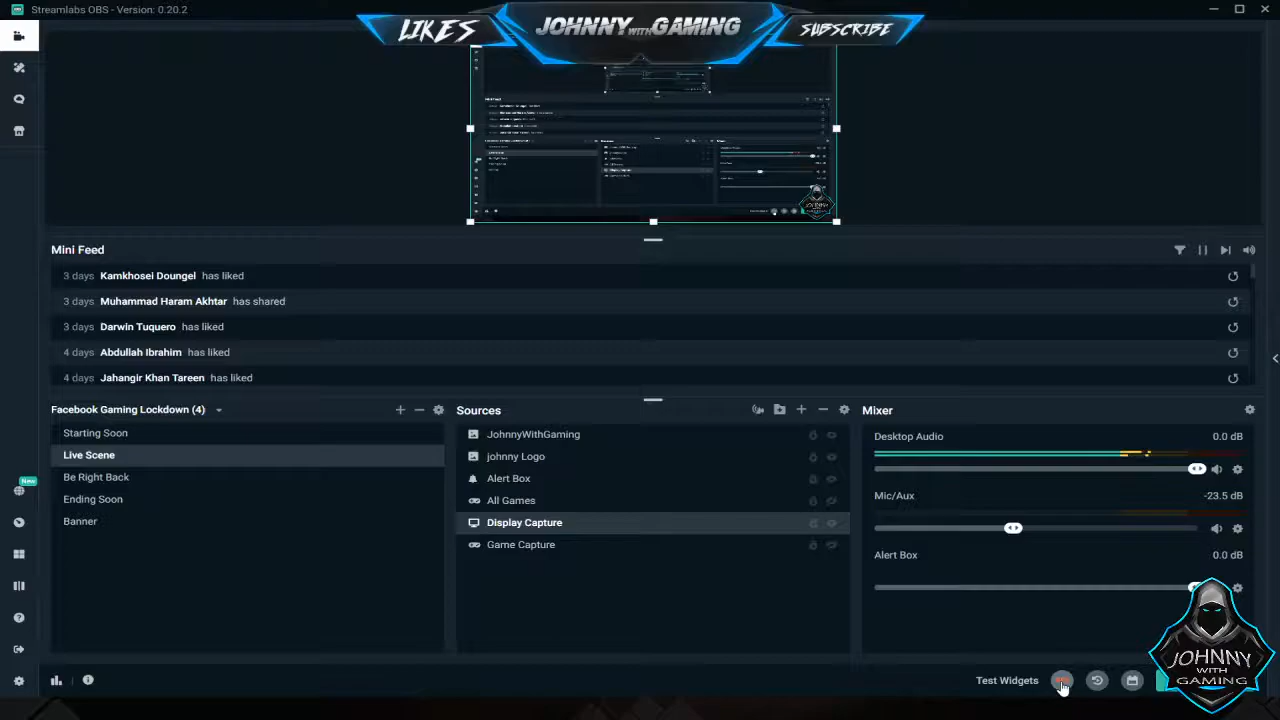 Streamlabs OBS - Version: 0.20.2
LIKES
JOHNNY WITH GAMING
SUBSCRIBE
Mini Feed
3 days Kamkhosei Doungel has liked
3 days Muhammad Haram Akhtar has shared
3 days Darwin Tuquero has liked
4 days Abdullah Ibrahim has liked
4 days Jahangir Khan Tareen has liked
Facebook Gaming Lockdown (4)
Starting Soon
Live Scene
Be Right Back
Ending Soon
Banner
Sources
JohnnyWithGaming
johnny Logo
Alert Box
All Games
Display Capture
Game Capture
Mixer
Desktop Audio 0.0 dB
Mic/Aux -23.5 dB
Alert Box 0.0 dB
New
Test Widgets
JOHNNY
WITH
GAMING